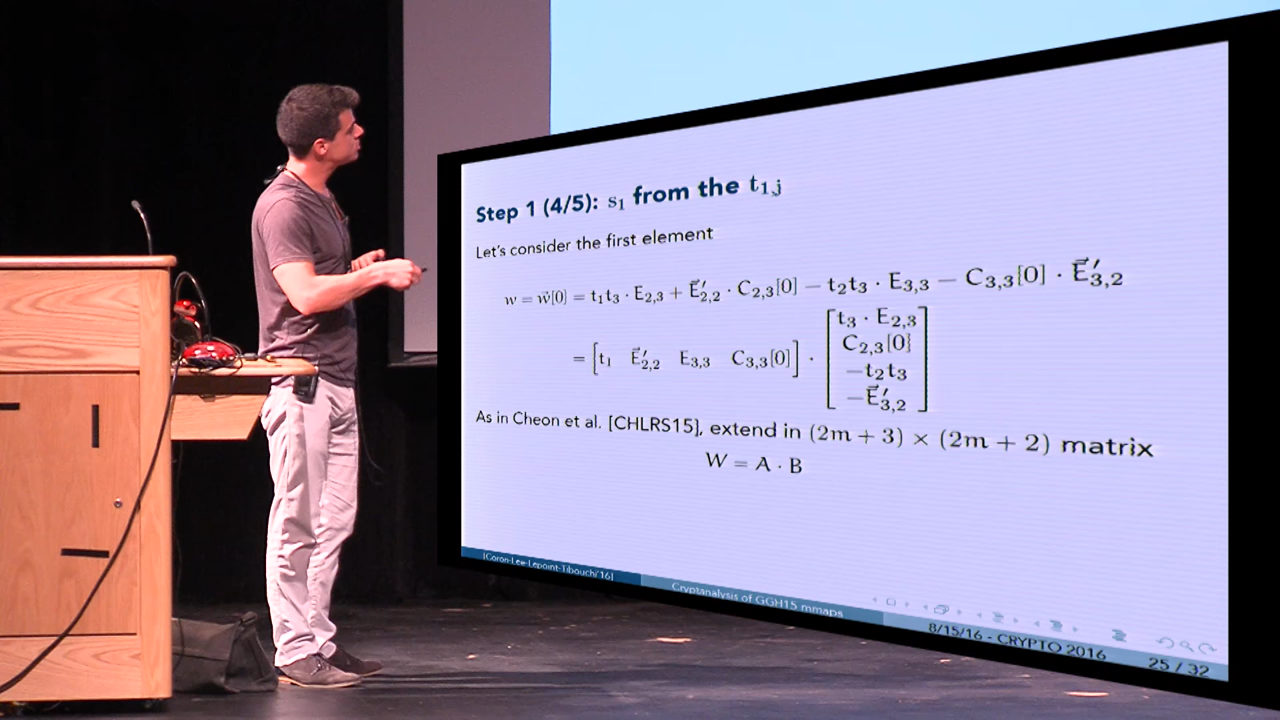 Step 1 (4/5): s₁ from the t₁,ⱼ
Let's consider the first element
w = w⃗[0] = t₁t₃ · E₂,₃ + E⃗′₂,₂ · C₂,₃[0] − t₂t₃ · E₃,₃ − C₃,₃[0] · E⃗′₃,₂
= [t₁ E⃗′₂,₂ E₃,₃ C₃,₃[0]] · [t₃ · E₂,₃
C₂,₃[0]
−t₂t₃
−E⃗′₃,₂]
As in Cheon et al. [CHLRS15], extend in (2m + 3) × (2m + 2) matrix
W = A · B
[Coron-Lee-Lepoint-Tibouchi'16]
Cryptanalysis of GGH15 mmaps
8/15/16 - CRYPTO 2016
25 / 32